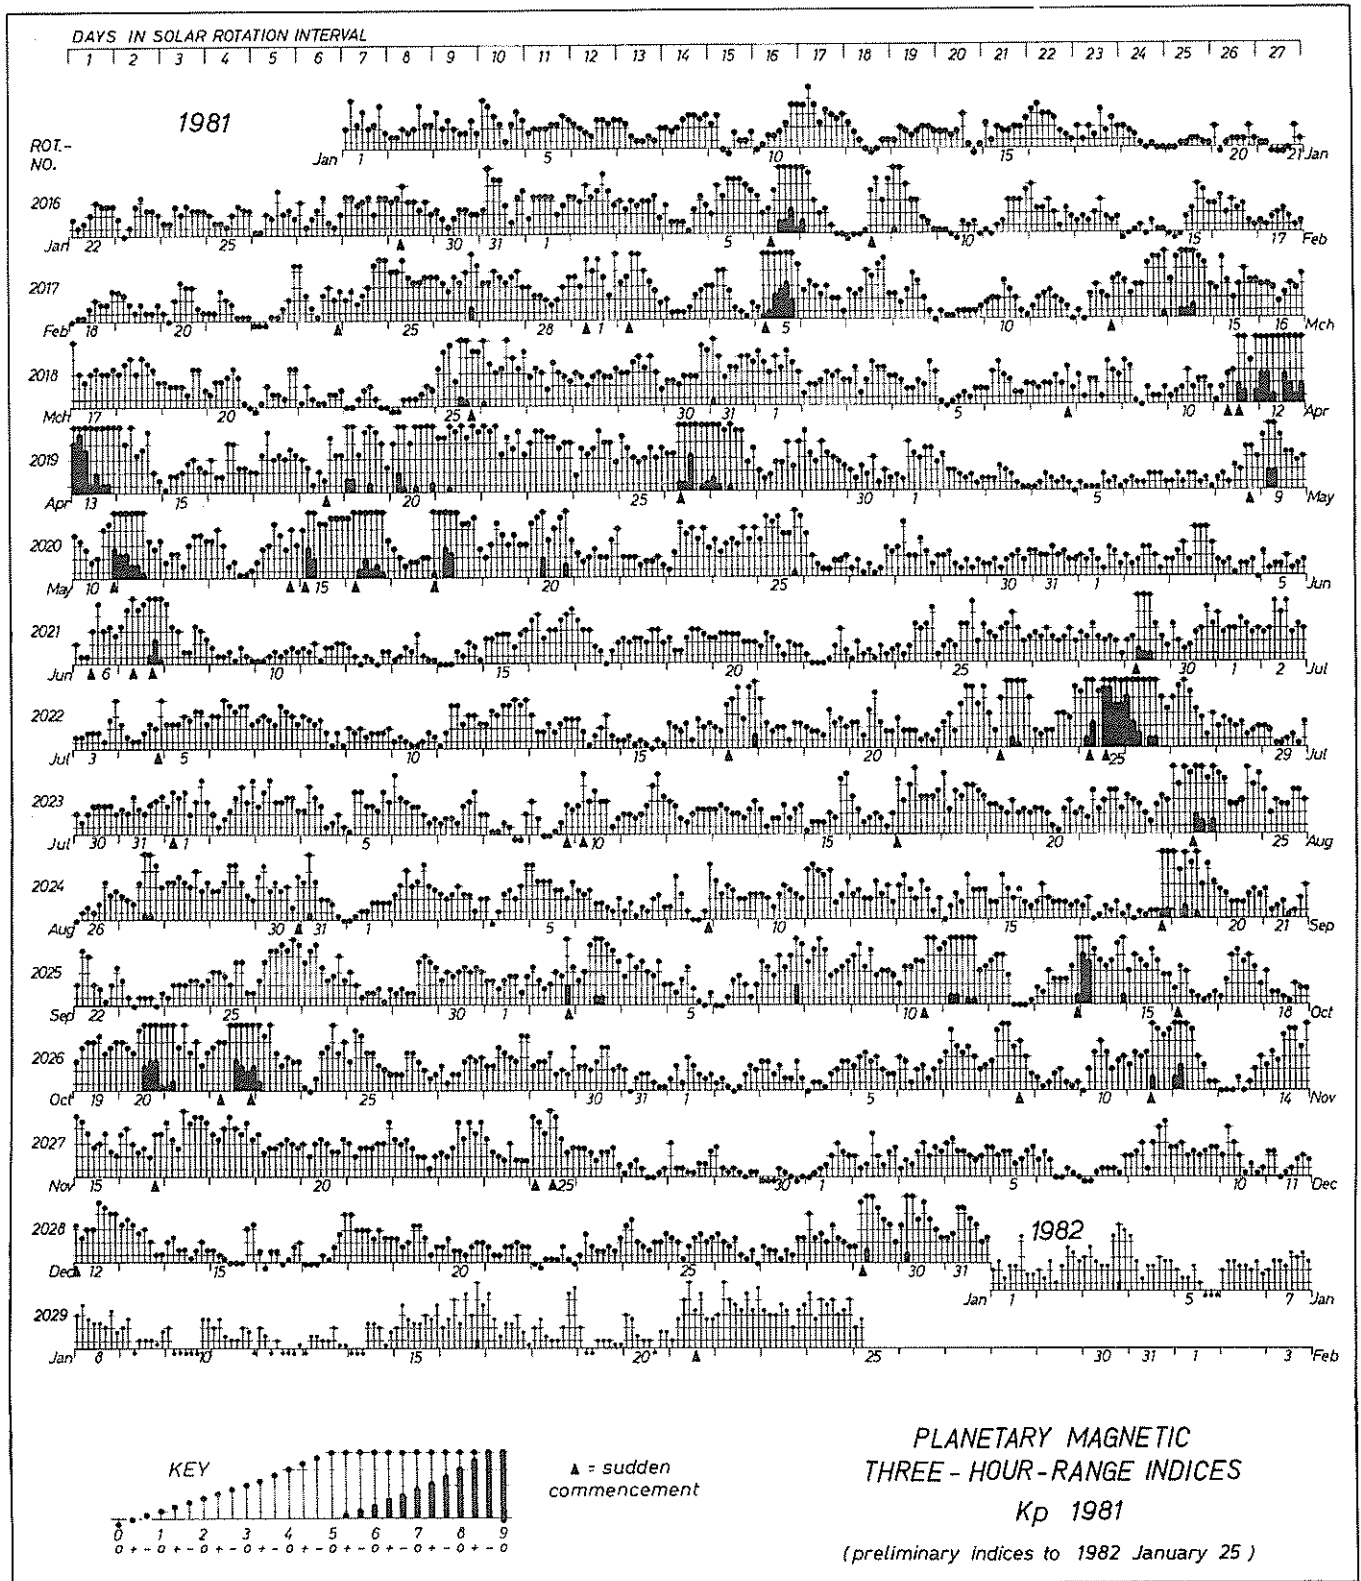 DAYS IN SOLAR ROTATION INTERVAL
1 2 3 4 5 6 7 8 9 10 11 12 13 14 15 16 17 18 19 20 21 22 23 24 25 26 27
1981
ROT.-
NO.
Jan 1 5 10 15 20 21 Jan
2016
Jan 22 25 30 31 1 5 10 15 17 Feb
2017
Feb 18 20 25 28 1 5 10 15 16 Mch
2018
Mch 17 20 25 30 31 1 5 10 12 Apr
2019
Apr 13 15 20 25 30 1 5 9 May
2020
May 10 15 20 25 30 31 1 5 Jun
2021
Jun 6 10 15 20 25 30 1 2 Jul
2022
Jul 3 5 10 15 20 25 29 Jul
2023
Jul 30 31 1 5 10 15 20 25 Aug
2024
Aug 26 30 31 1 5 10 15 20 21 Sep
2025
Sep 22 25 30 1 5 10 15 18 Oct
2026
Oct 19 20 25 30 31 1 5 10 14 Nov
2027
Nov 15 20 25 30 1 5 10 11 Dec
2028
1982
Dec 12 15 20 25 30 31
Jan 1 5 7 Jan
2029
Jan 8 10 15 20 25 30 31 1 3 Feb
KEY
0 1 2 3 4 5 6 7 8 9
o + - o + - o + - o + - o + - o + - o + - o + - o + - o
▲ = sudden
commencement
PLANETARY MAGNETIC
THREE-HOUR-RANGE INDICES
Kp 1981
(preliminary indices to 1982 January 25)